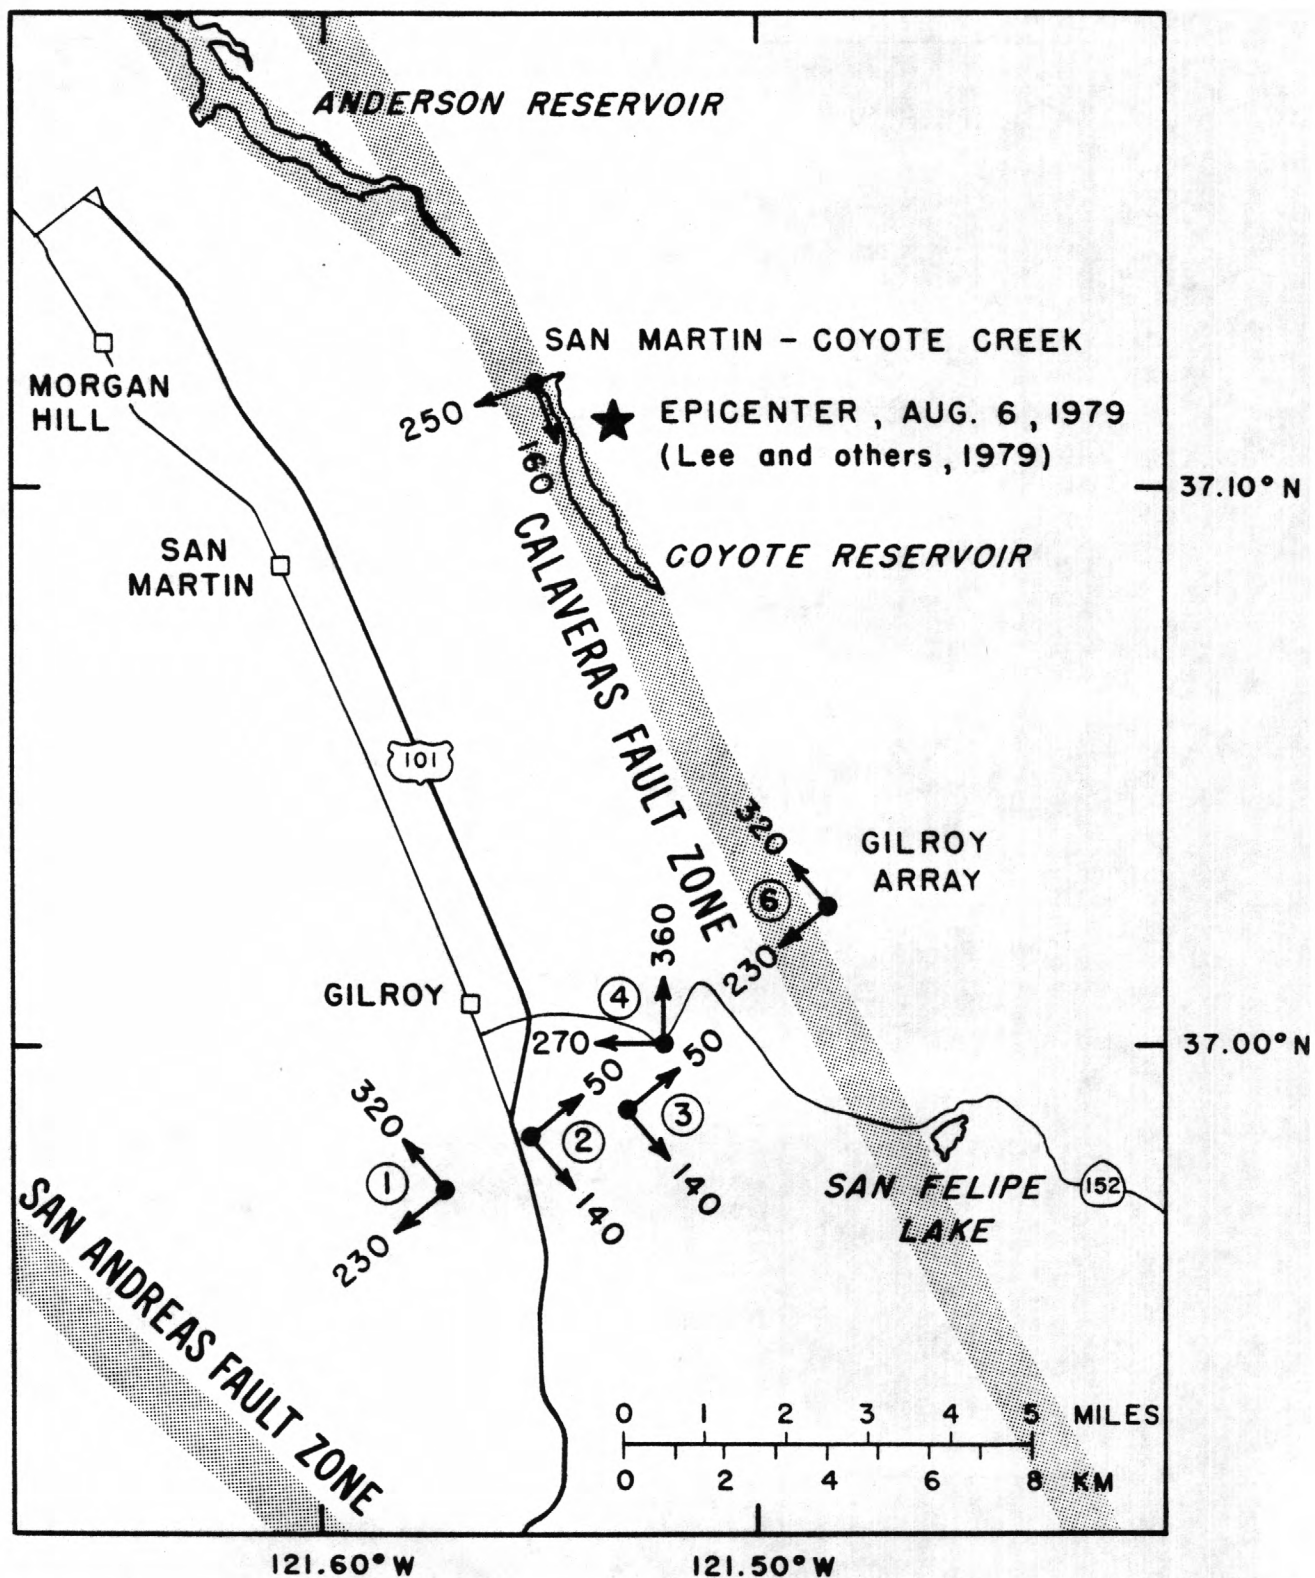 ANDERSON RESERVOIR
SAN MARTIN - COYOTE CREEK
MORGAN
HILL
250
160
EPICENTER, AUG. 6, 1979
(Lee and others, 1979)
37.10° N
SAN
MARTIN
COYOTE RESERVOIR
CALAVERAS FAULT ZONE
101
320
GILROY
ARRAY
6
230
360
GILROY
4
270
37.00° N
50
50
3
2
140
140
320
1
230
SAN FELIPE
LAKE
152
SAN ANDREAS FAULT ZONE
0 1 2 3 4 5 MILES
0 2 4 6 8 KM
121.60° W
121.50° W